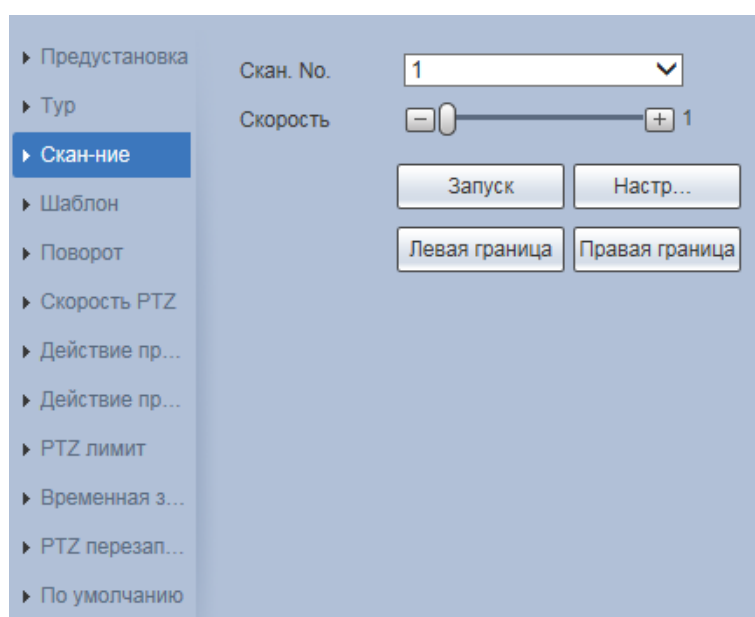 Предустановка
Тур
Скан-ние
Шаблон
Поворот
Скорость PTZ
Действие пр...
Действие пр...
PTZ лимит
Временная з...
PTZ перезап...
По умолчанию
Скан. No.
1
Скорость
1
Запуск
Настр...
Левая граница
Правая граница